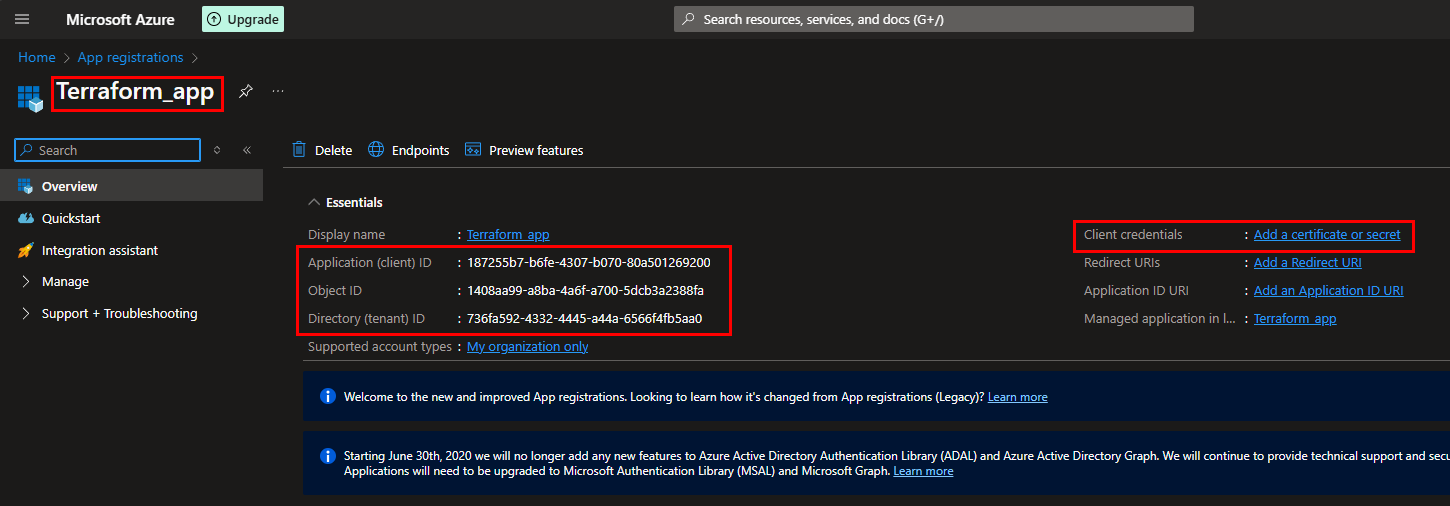 Microsoft Azure
Upgrade
Search resources, services, and docs (G+/)
Home
App registrations
Terraform_app
...
Search
Delete
Endpoints
Preview features
Overview
Quickstart
Integration assistant
Manage
Support + Troubleshooting
Essentials
Display name : Terraform_app
Application (client) ID : 187255b7-b6fe-4307-b070-80a501269200
Object ID : 1408aa99-a8ba-4a6f-a700-5dcb3a2388fa
Directory (tenant) ID : 736fa592-4332-4445-a44a-6566f4fb5aa0
Supported account types : My organization only
Client credentials : Add a certificate or secret
Redirect URIs : Add a Redirect URI
Application ID URI : Add an Application ID URI
Managed application in l... : Terraform_app
Welcome to the new and improved App registrations. Looking to learn how it's changed from App registrations (Legacy)? Learn more
Starting June 30th, 2020 we will no longer add any new features to Azure Active Directory Authentication Library (ADAL) and Azure Active Directory Graph. We will continue to provide technical support and secu
Applications will need to be upgraded to Microsoft Authentication Library (MSAL) and Microsoft Graph. Learn more